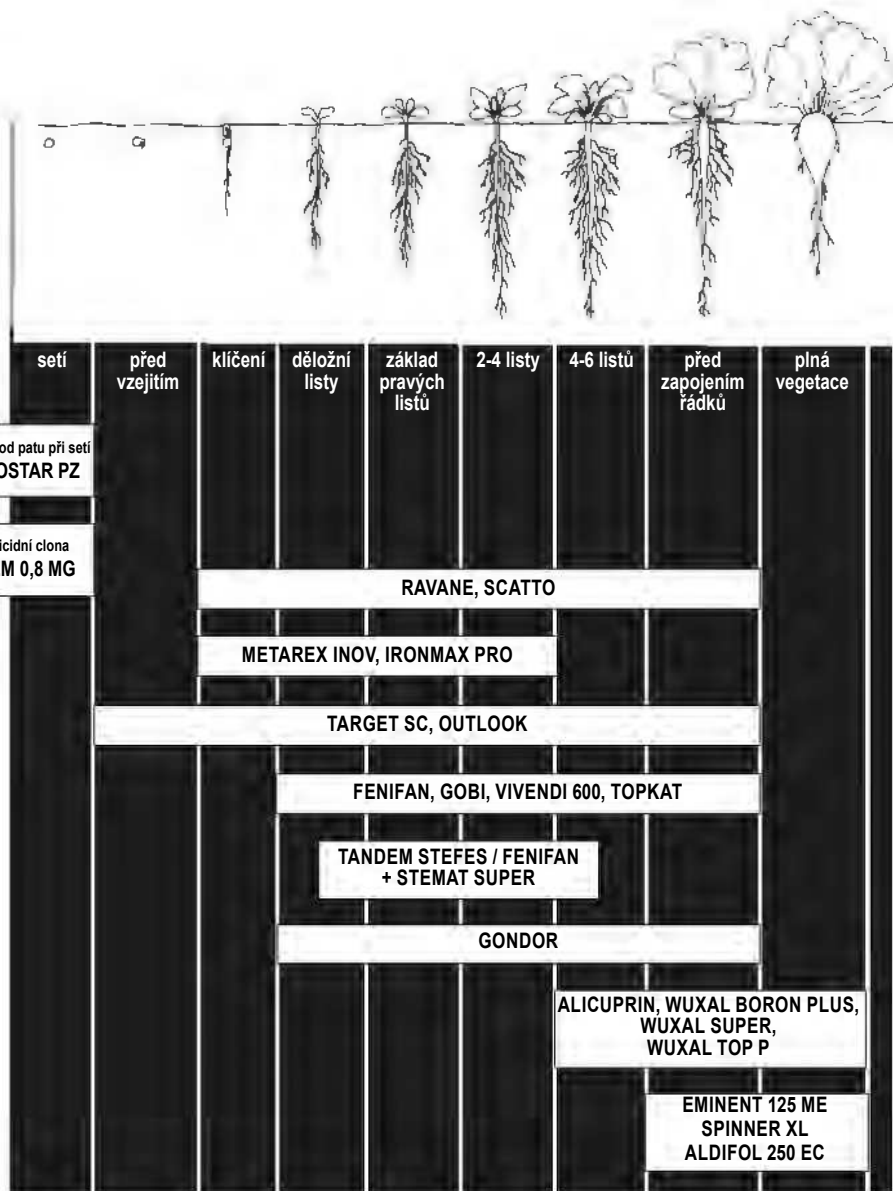 setí
před
vzejitím
klíčení
děložní
listy
základ
pravých
listů
2-4 listy
4-6 listů
před
zapojením
řádků
plná
vegetace
od patu při setí
OSTAR PZ
icidní clona
M 0,8 MG
RAVANE, SCATTO
METAREX INOV, IRONMAX PRO
TARGET SC, OUTLOOK
FENIFAN, GOBI, VIVENDI 600, TOPKAT
TANDEM STEFES / FENIFAN
+ STEMAT SUPER
GONDOR
ALICUPRIN, WUXAL BORON PLUS,
WUXAL SUPER,
WUXAL TOP P
EMINENT 125 ME
SPINNER XL
ALDIFOL 250 EC